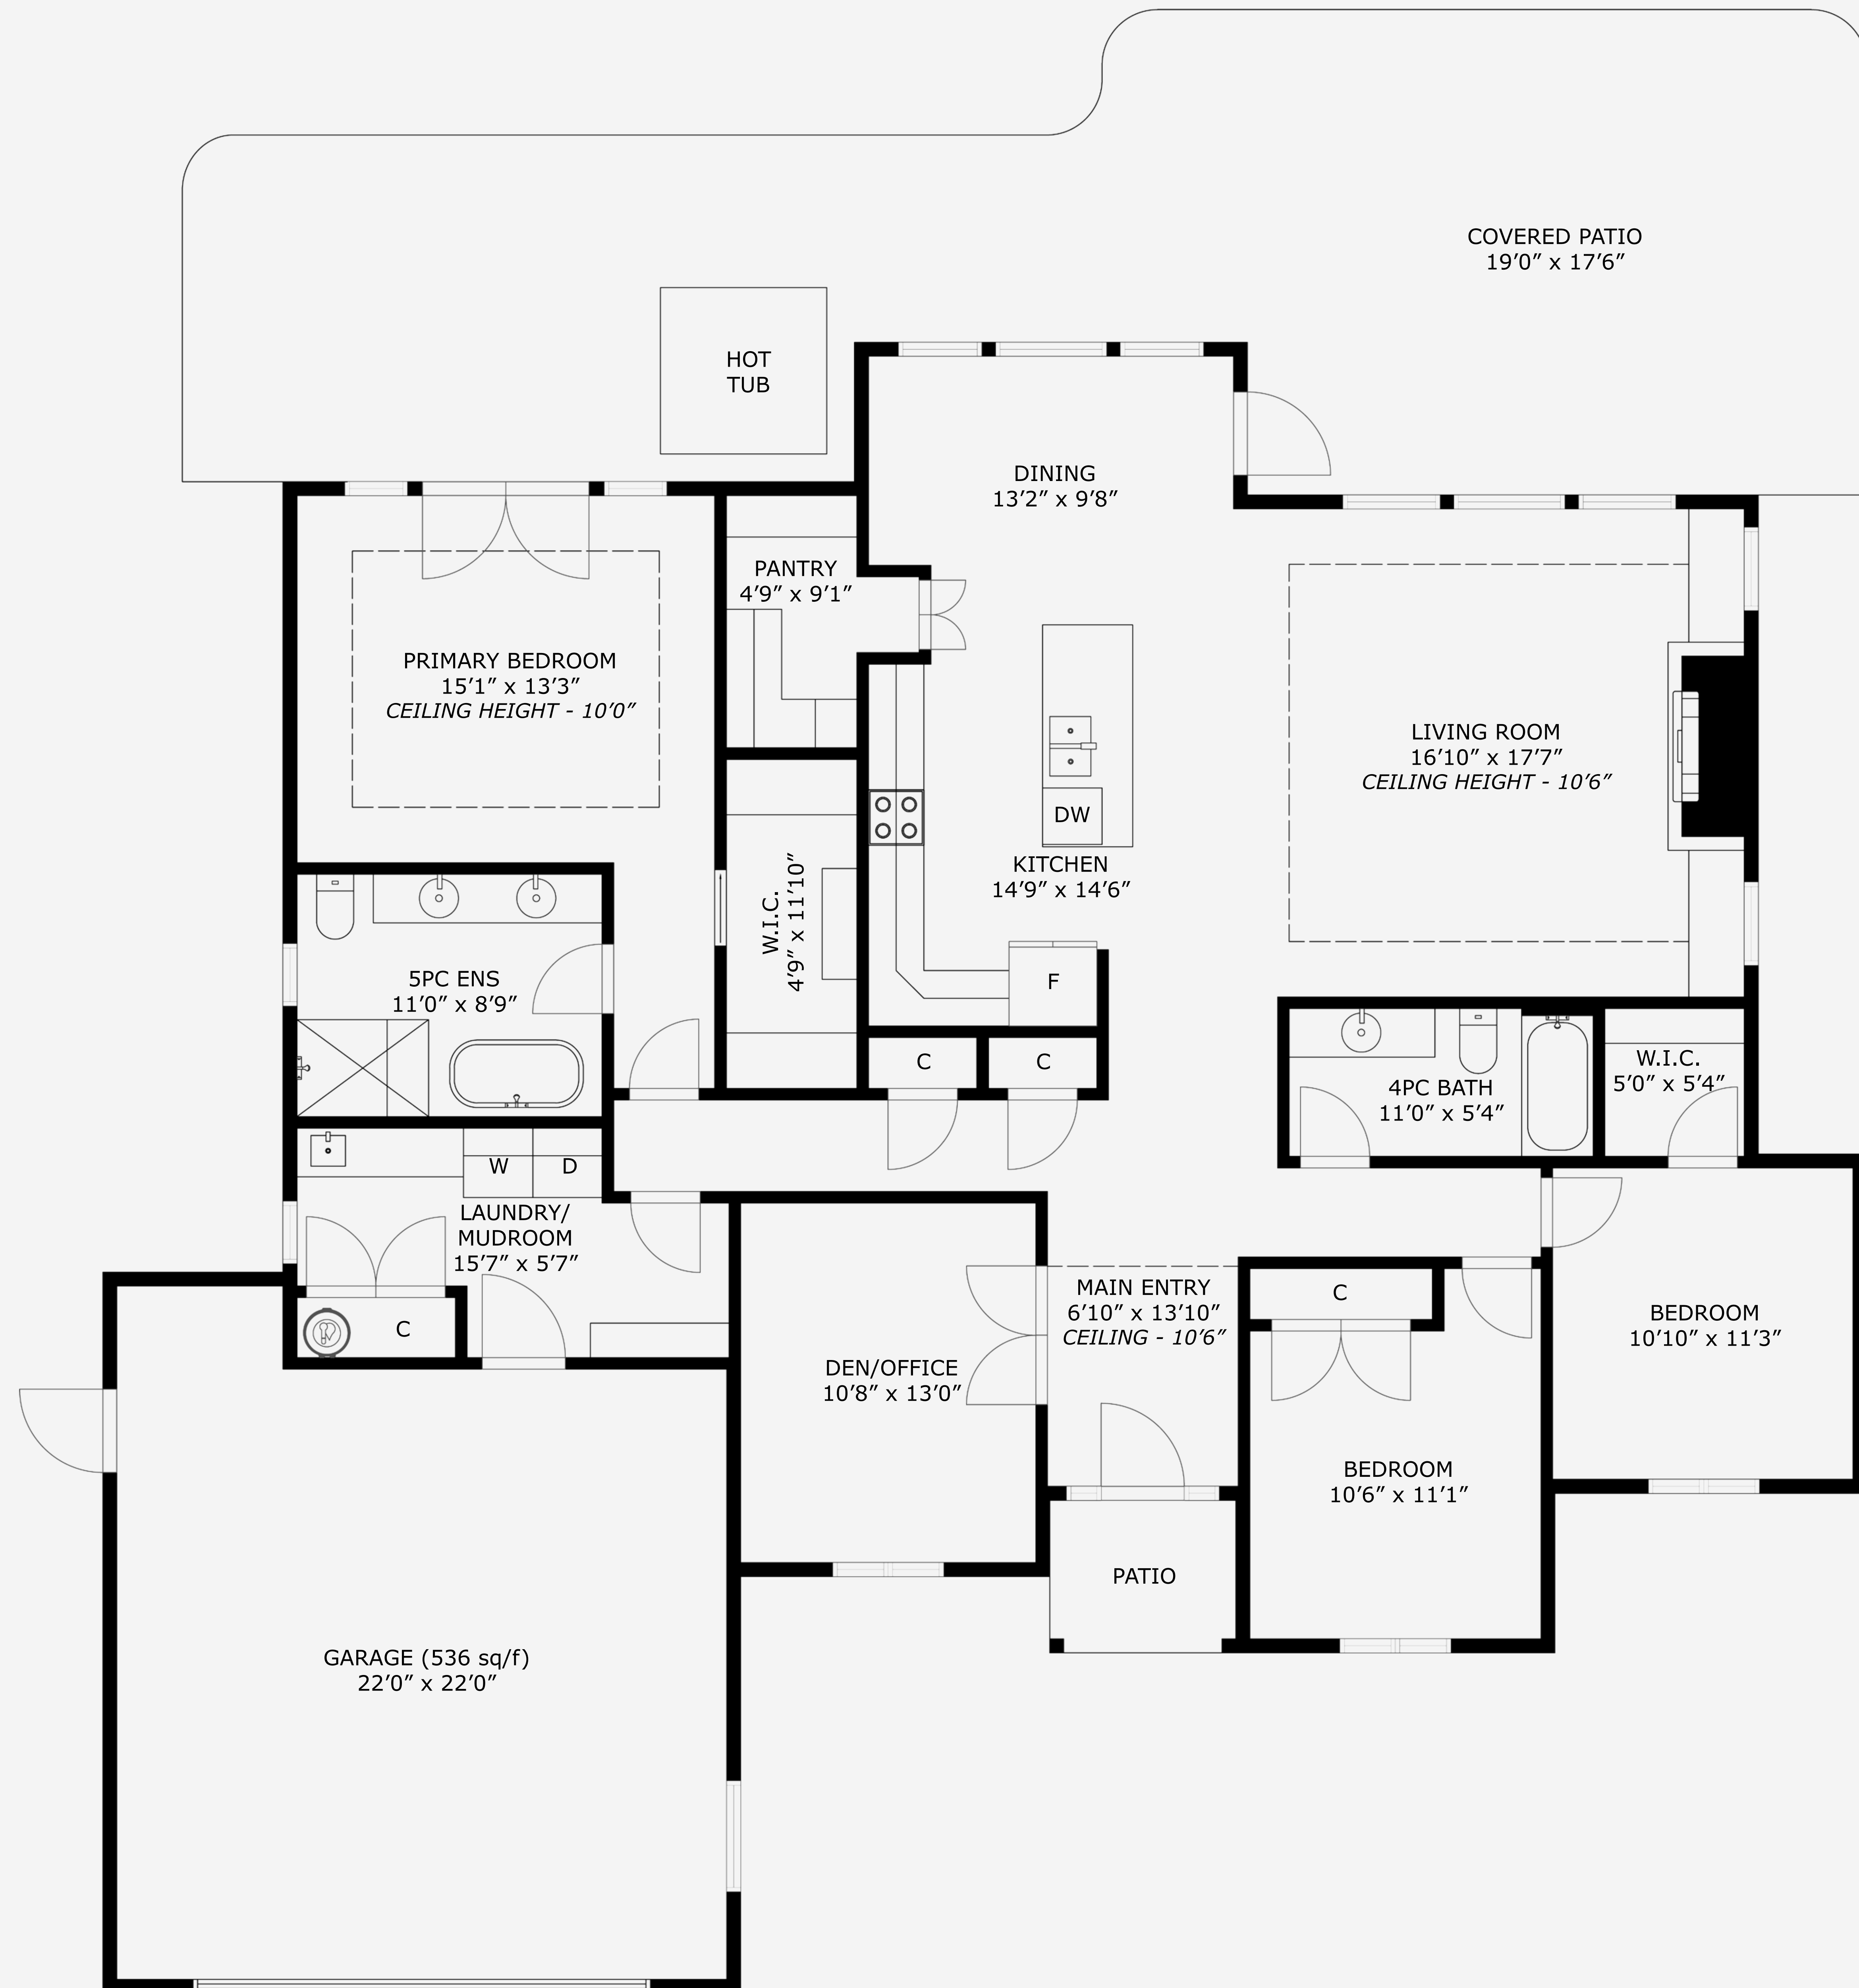 COVERED PATIO
19’0” x 17’6”
HOT
TUB
DINING
13’2” x 9’8”
PANTRY
4’9” x 9’1”
PRIMARY BEDROOM
15’1” x 13’3”
CEILING HEIGHT - 10’0”
LIVING ROOM
16’10” x 17’7”
CEILING HEIGHT - 10’6”
DW
KITCHEN
14’9” x 14’6”
W.I.C.
4’9” x 11’10”
5PC ENS
11’0” x 8’9”
F
C
C
4PC BATH
11’0” x 5’4”
W.I.C.
5’0” x 5’4”
W
D
LAUNDRY/
MUDROOM
15’7” x 5’7”
C
MAIN ENTRY
6’10” x 13’10”
CEILING - 10’6”
C
BEDROOM
10’10” x 11’3”
DEN/OFFICE
10’8” x 13’0”
BEDROOM
10’6” x 11’1”
PATIO
GARAGE (536 sq/f)
22’0” x 22’0”